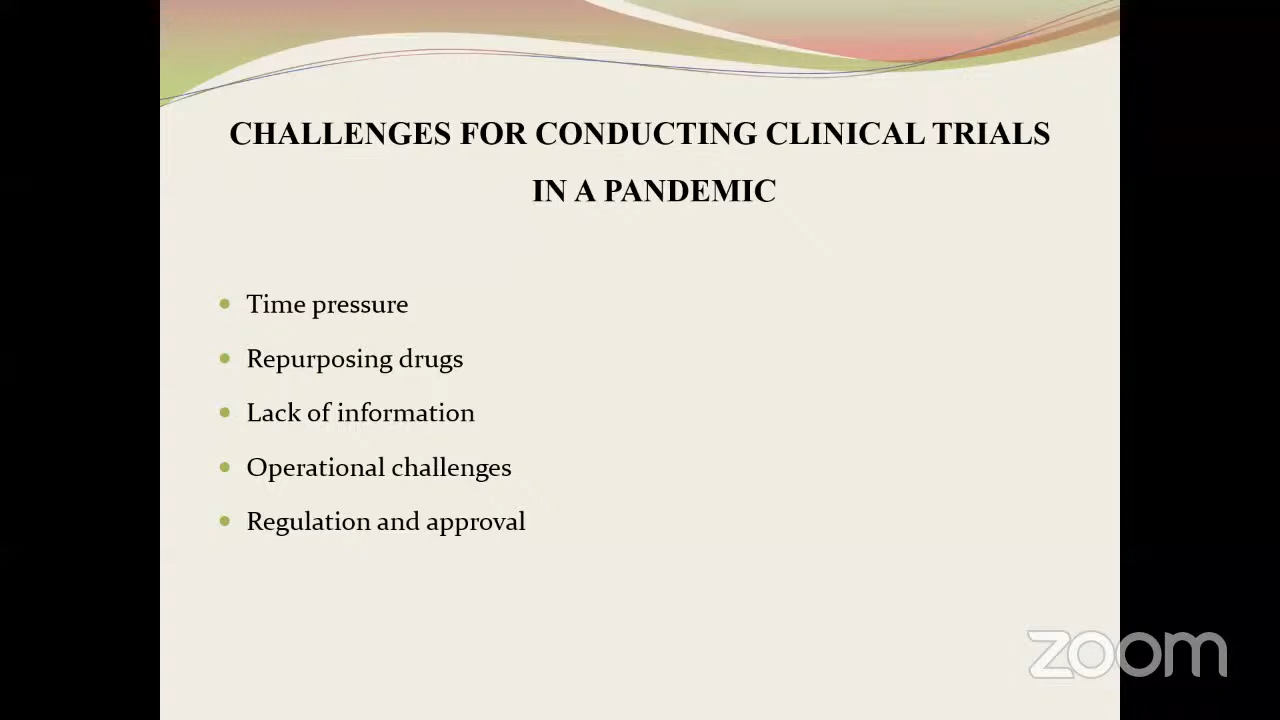 CHALLENGES FOR CONDUCTING CLINICAL TRIALS
IN A PANDEMIC
Time pressure
Repurposing drugs
Lack of information
Operational challenges
Regulation and approval
zoom